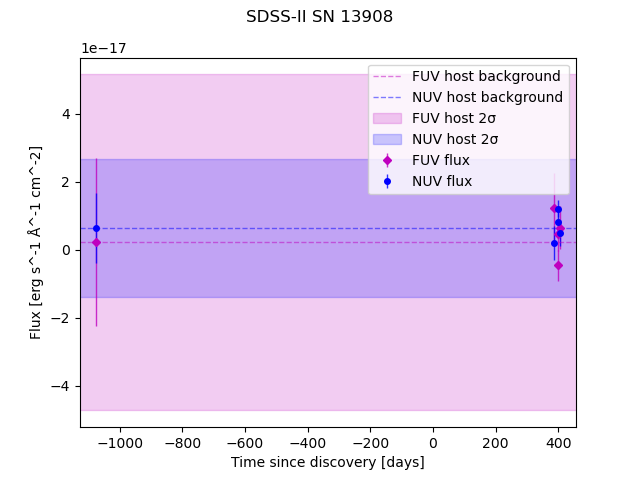 SDSS-II SN 13908
1e−17
FUV host background
NUV host background
FUV host 2σ
NUV host 2σ
FUV flux
NUV flux
Flux [erg s^-1 Å^-1 cm^-2]
4
2
0
−2
−4
−1000
−800
−600
−400
−200
0
200
400
Time since discovery [days]